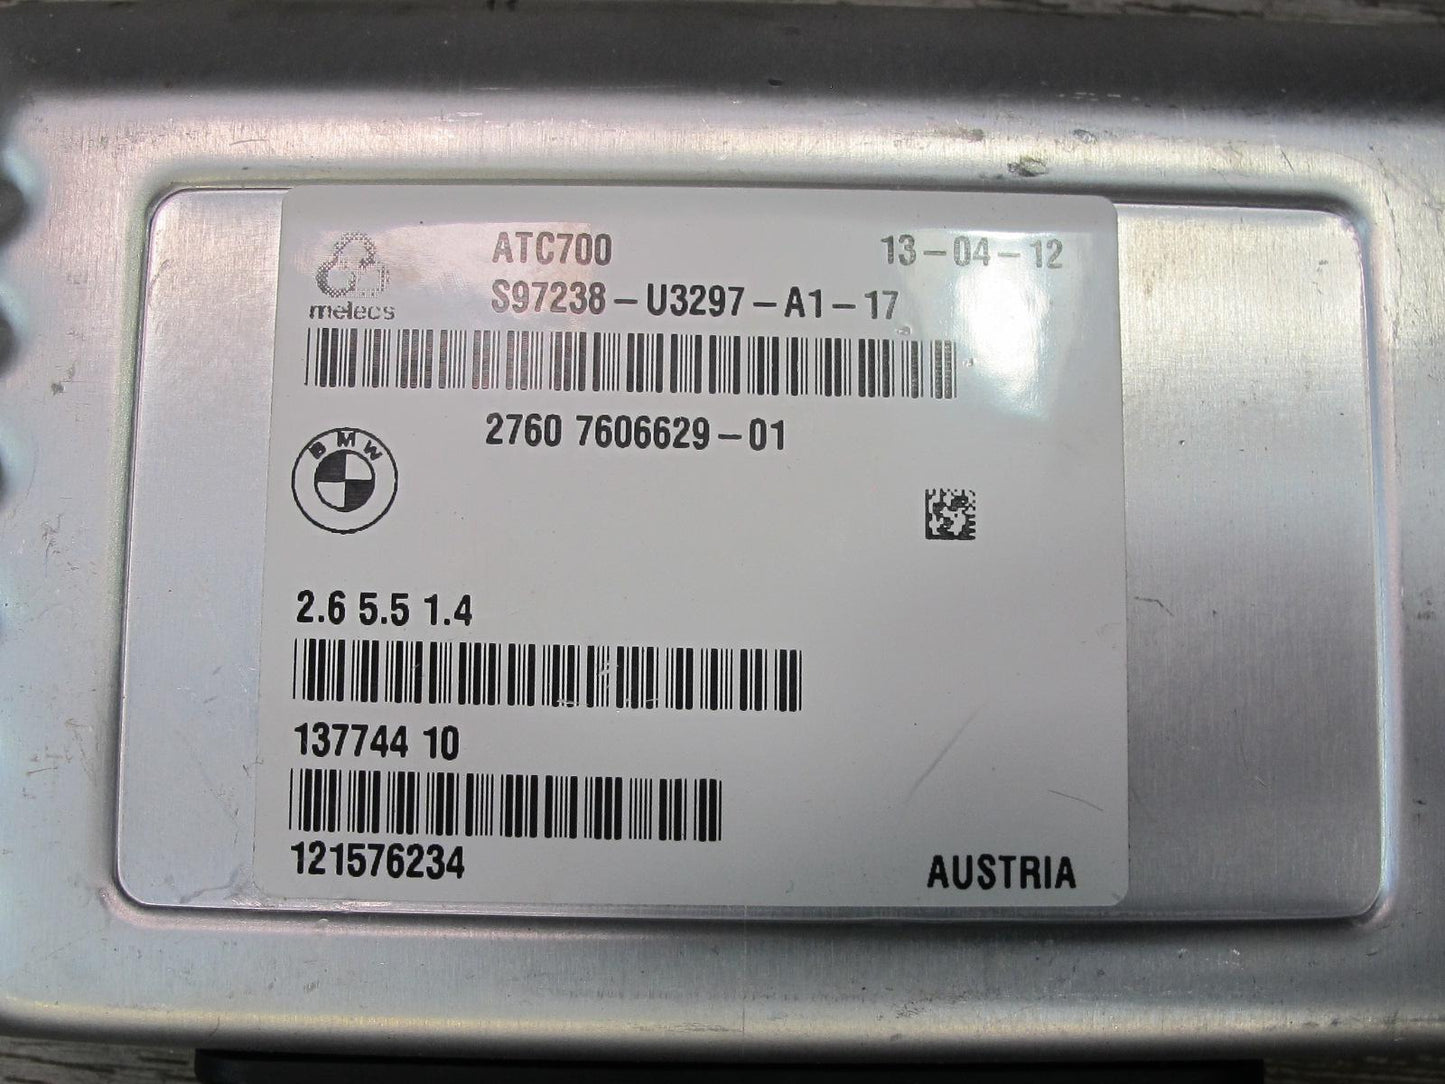 ATC700 13-04-12
melecs S97238-U3297-A1-17
2760 7606629-01
BMW
2.6 5.5 1.4
137744 10
121576234
AUSTRIA